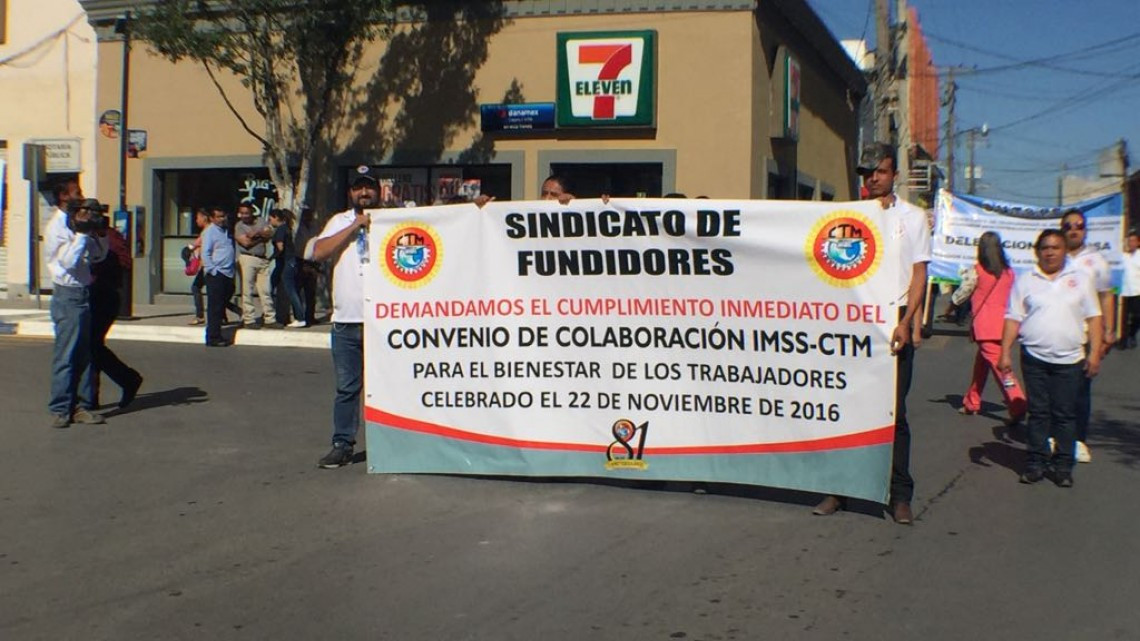 7
ELEVEN
SINDICATO DE
FUNDIDORES
CTM
CTM
DEMANDAMOS EL CUMPLIMIENTO INMEDIATO DEL
CONVENIO DE COLABORACIÓN IMSS-CTM
PARA EL BIENESTAR DE LOS TRABAJADORES
CELEBRADO EL 22 DE NOVIEMBRE DE 2016
81